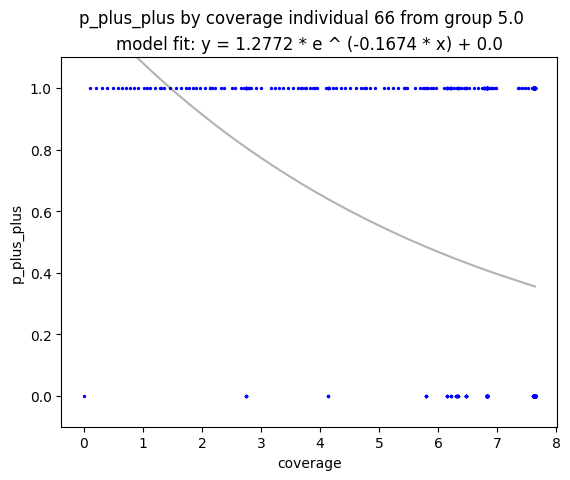 p_plus_plus by coverage individual 66 from group 5.0
model fit: y = 1.2772 * e ^ (-0.1674 * x) + 0.0
1.0
0.8
0.6
0.4
0.2
0.0
p_plus_plus
0 1 2 3 4 5 6 7 8
coverage